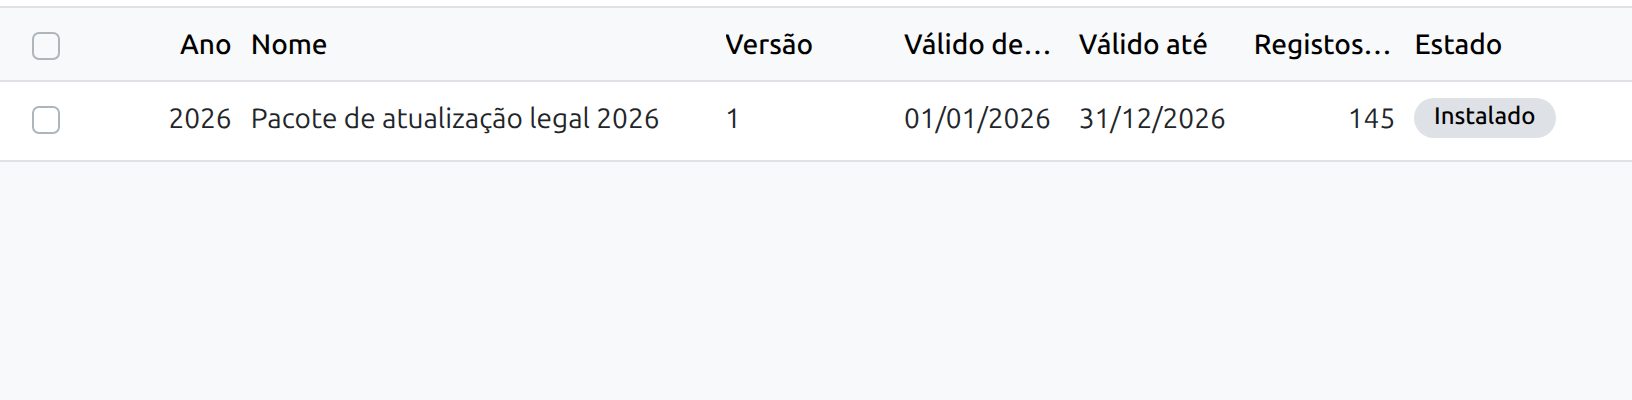 Ano Nome Versão Válido de... Válido até Registos... Estado
2026 Pacote de atualização legal 2026 1 01/01/2026 31/12/2026 145 Instalado